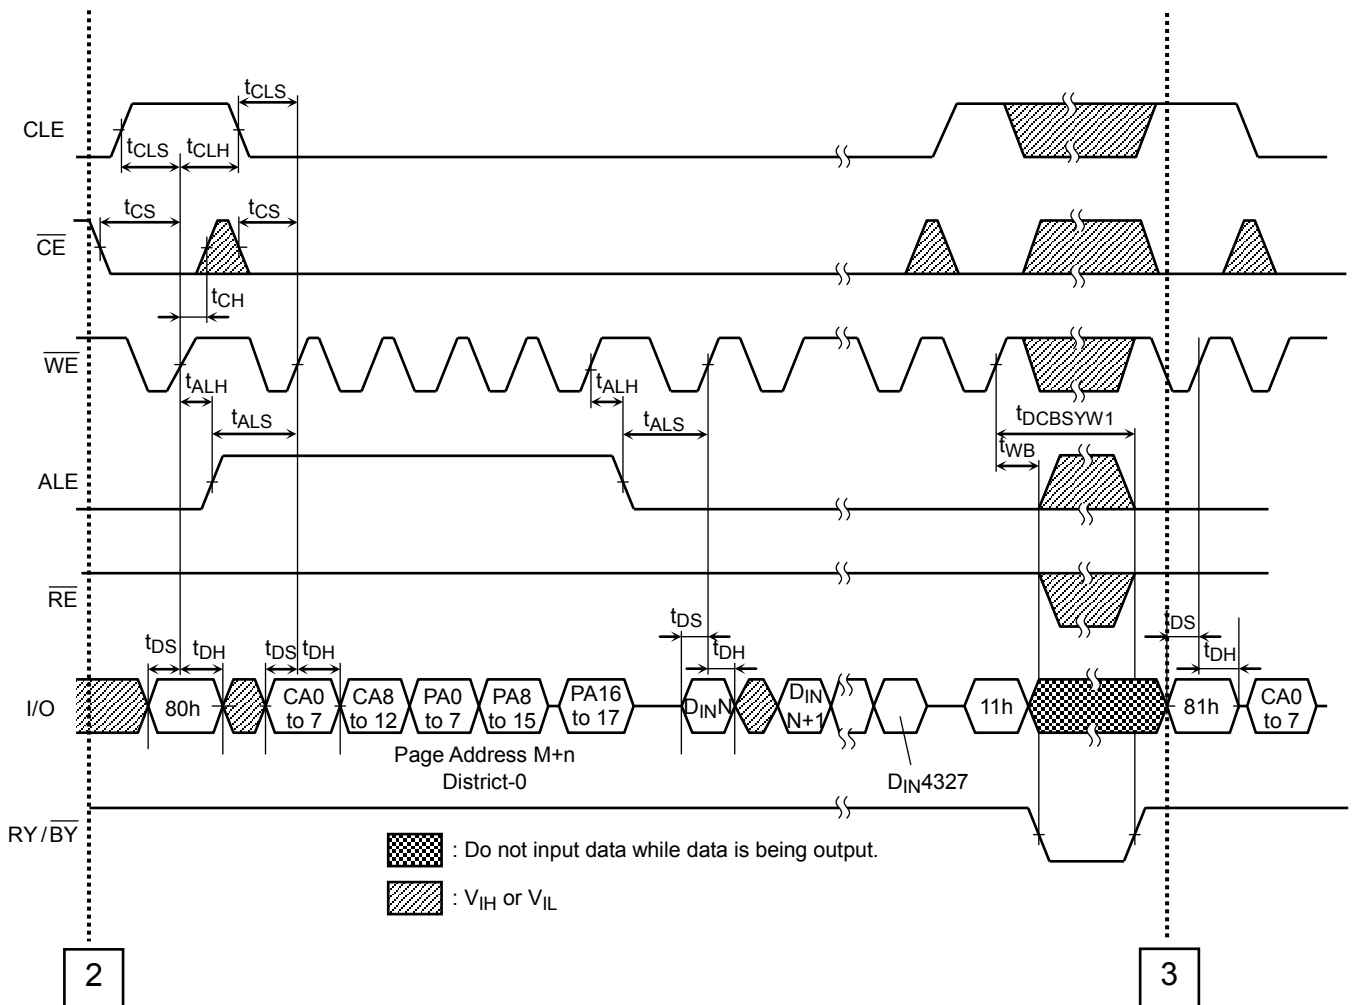 tCLS
CLE
tCLS
tCLH
tCS
tCS
CE
tCH
WE
tALH
tALH
tALS
tALS
tDCBSYW1
tWB
ALE
RE
tDS
tDH
tDS
tDH
tDS
tDH
tDS
tDH
I/O
80h
CA0
to 7
CA8
to 12
PA0
to 7
PA8
to 15
PA16
to 17
DINN
DIN
N+1
11h
81h
CA0
to 7
Page Address M+n
District-0
DIN4327
RY/BY
: Do not input data while data is being output.
: VIH or VIL
2
3